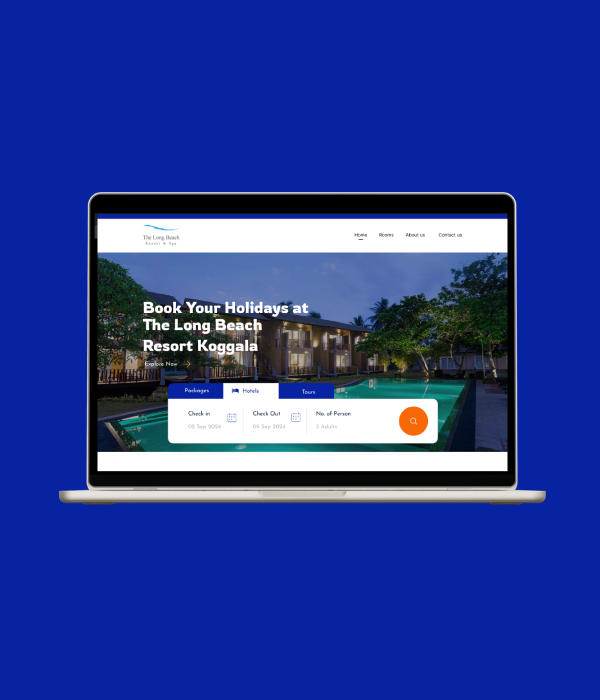 The Long Beach
Resort & Spa
Home Rooms About us Contact us
Book Your Holidays at
The Long Beach
Resort Koggala
Explore Now
Packages Hotels Tours
Check in Check Out No. of Person
02 Sep 2024 05 Sep 2024 2 Adults